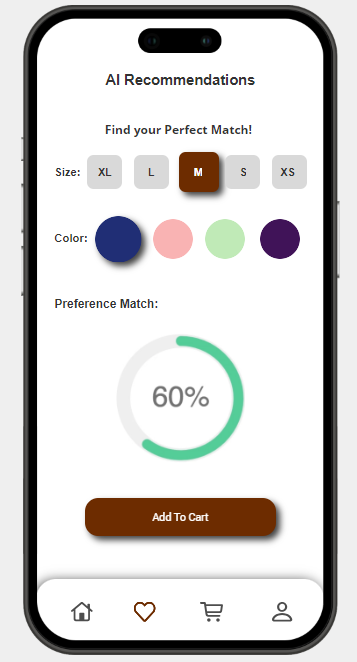 AI Recommendations
Find your Perfect Match!
Size: XL L M S XS
Color:
Preference Match:
60%
Add To Cart